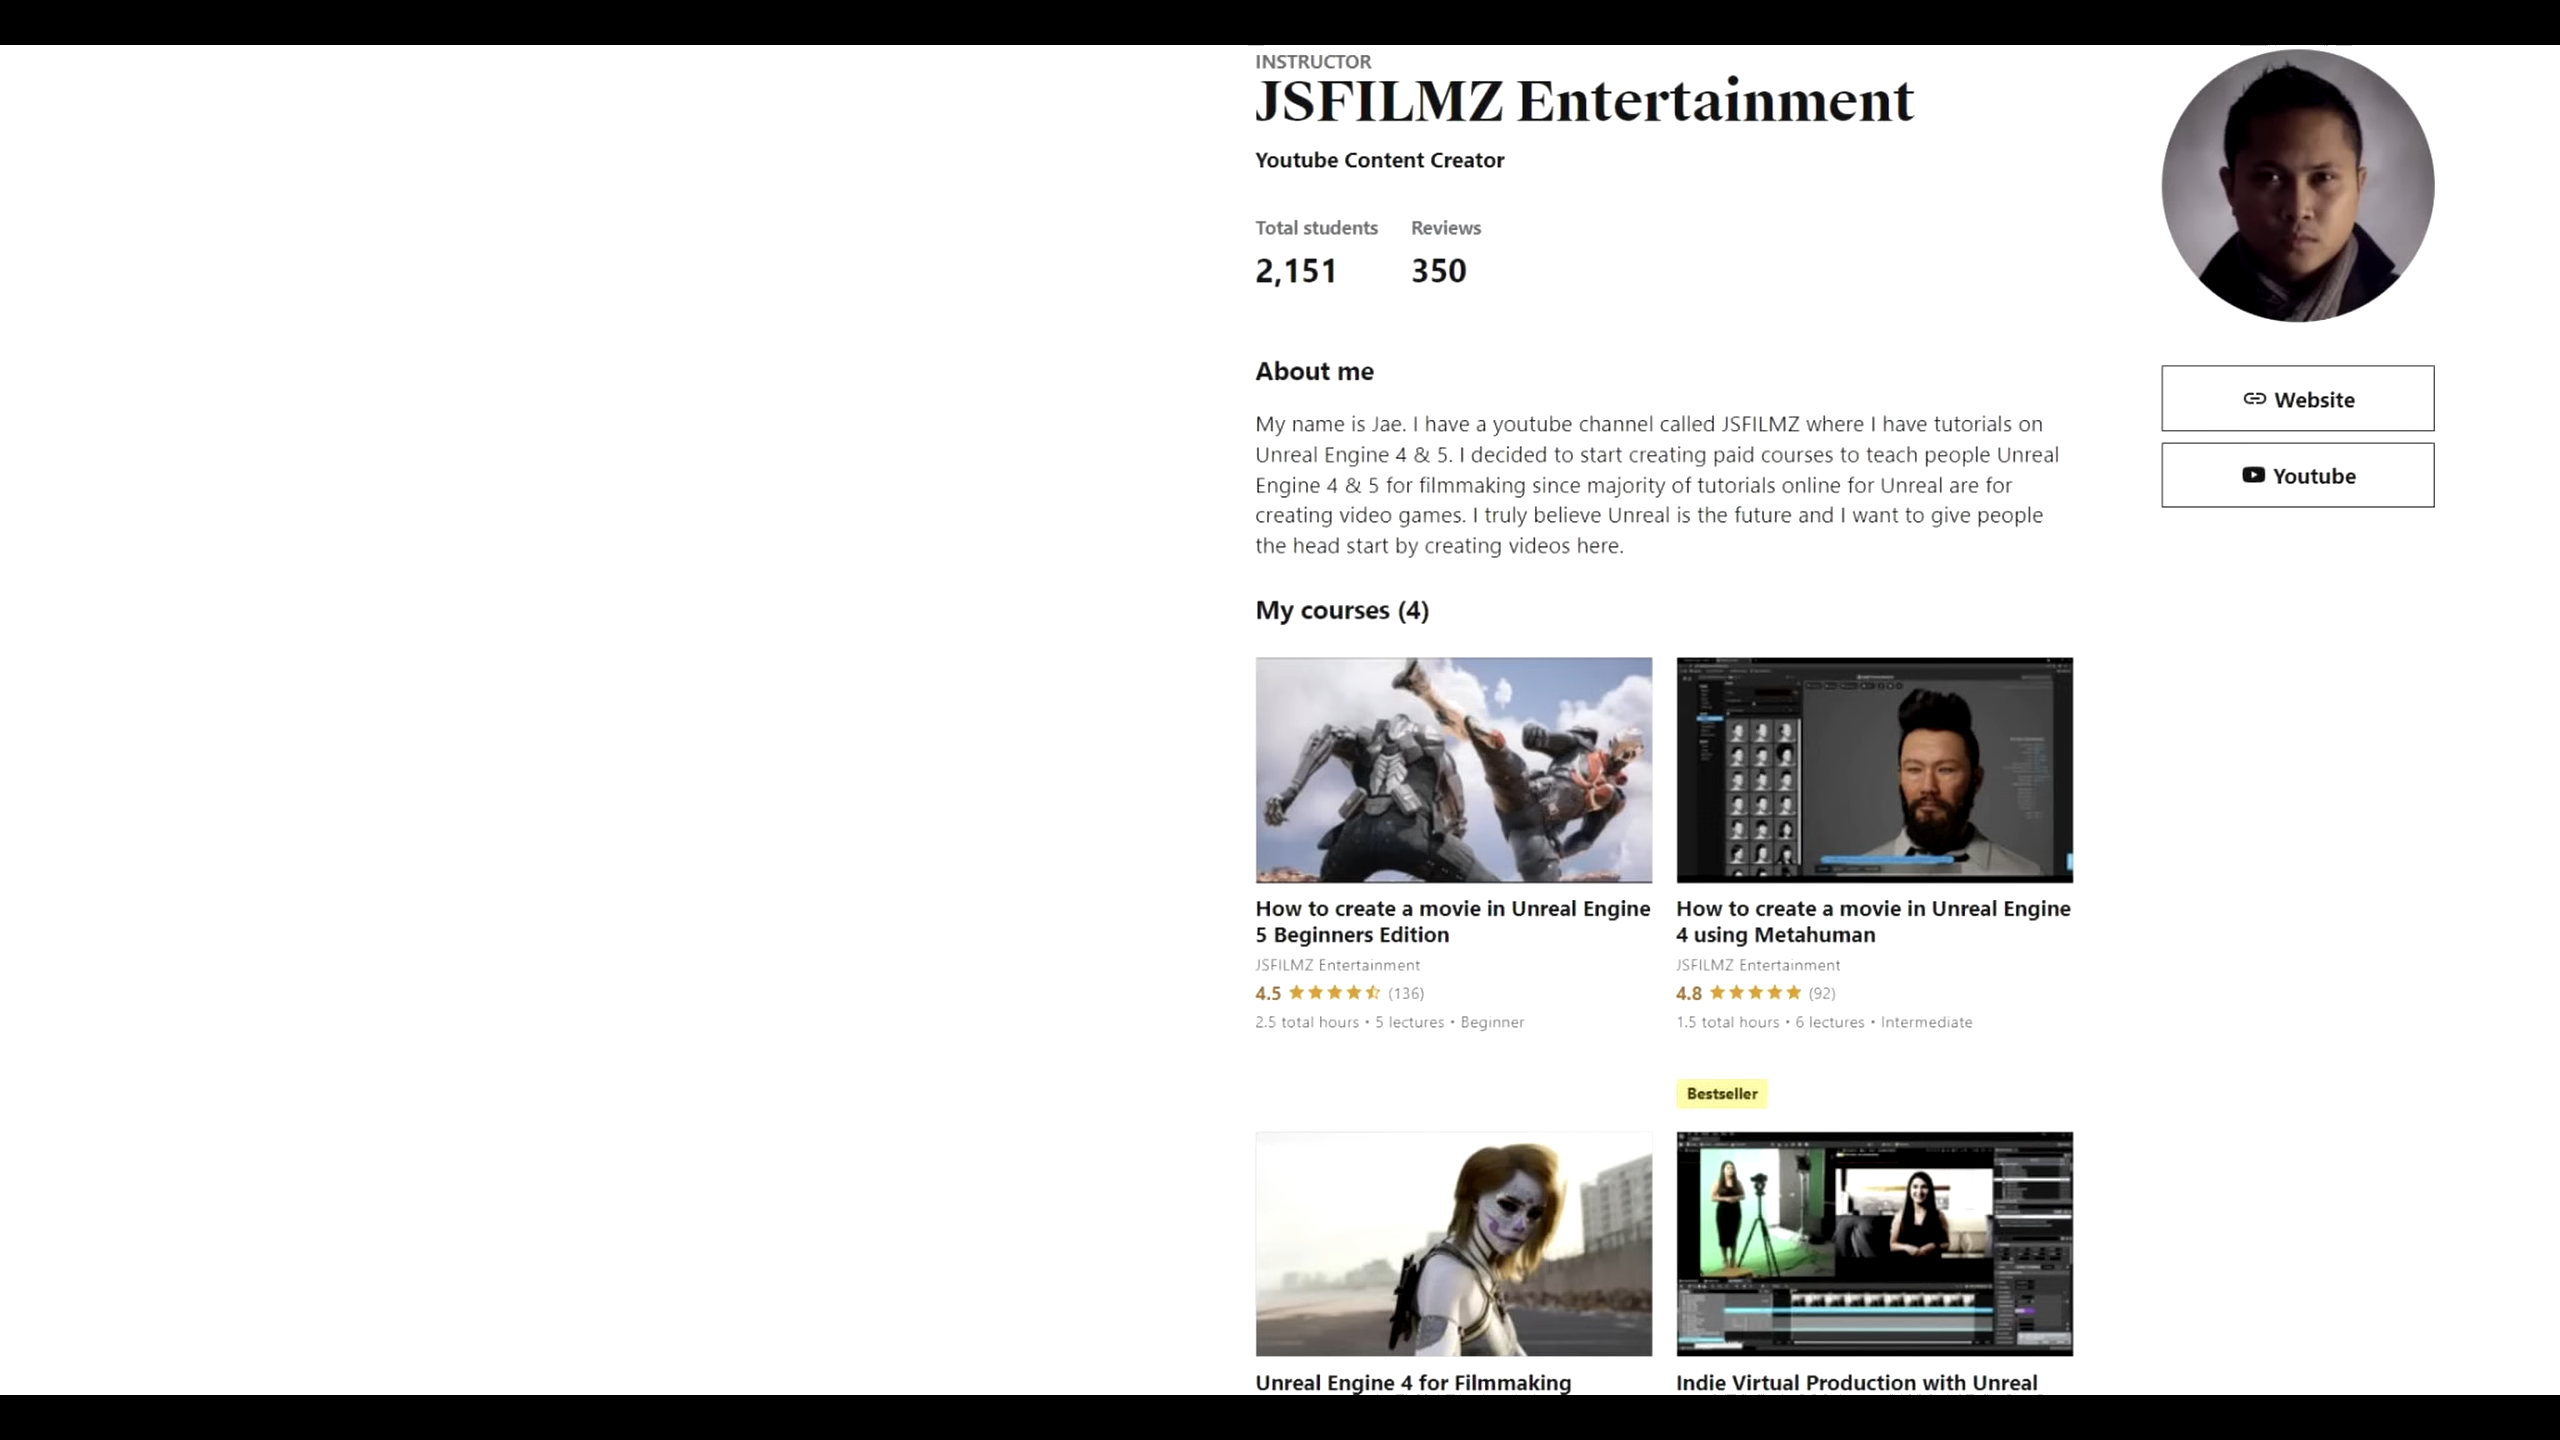 INSTRUCTOR
JSFILMZ Entertainment
Youtube Content Creator
Total students Reviews
2,151 350
About me
My name is Jae. I have a youtube channel called JSFILMZ where I have tutorials on
Unreal Engine 4 & 5. I decided to start creating paid courses to teach people Unreal
Engine 4 & 5 for filmmaking since majority of tutorials online for Unreal are for
creating video games. I truly believe Unreal is the future and I want to give people
the head start by creating videos here.
Website
Youtube
My courses (4)
How to create a movie in Unreal Engine
5 Beginners Edition
JSFILMZ Entertainment
4.5 (136)
2.5 total hours • 5 lectures • Beginner
How to create a movie in Unreal Engine
4 using Metahuman
JSFILMZ Entertainment
4.8 (92)
1.5 total hours • 6 lectures • Intermediate
Bestseller
Unreal Engine 4 for Filmmaking
Indie Virtual Production with Unreal